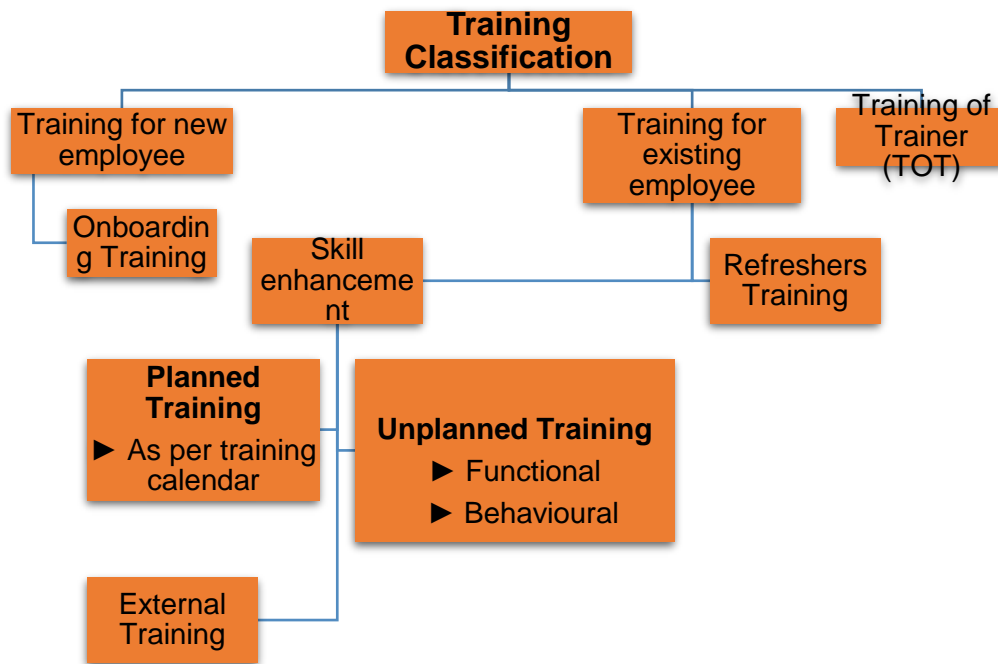 Training
Classification
Training for new
employee
Training for
existing
employee
Training of
Trainer
(TOT)
Onboardin
g Training
Skill
enhanceme
nt
Refreshers
Training
Planned
Training
► As per training
calendar
Unplanned Training
► Functional
► Behavioural
External
Training